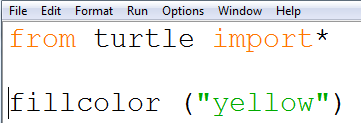 File Edit Format Run Options Window Help
from turtle import*
fillcolor ("yellow")